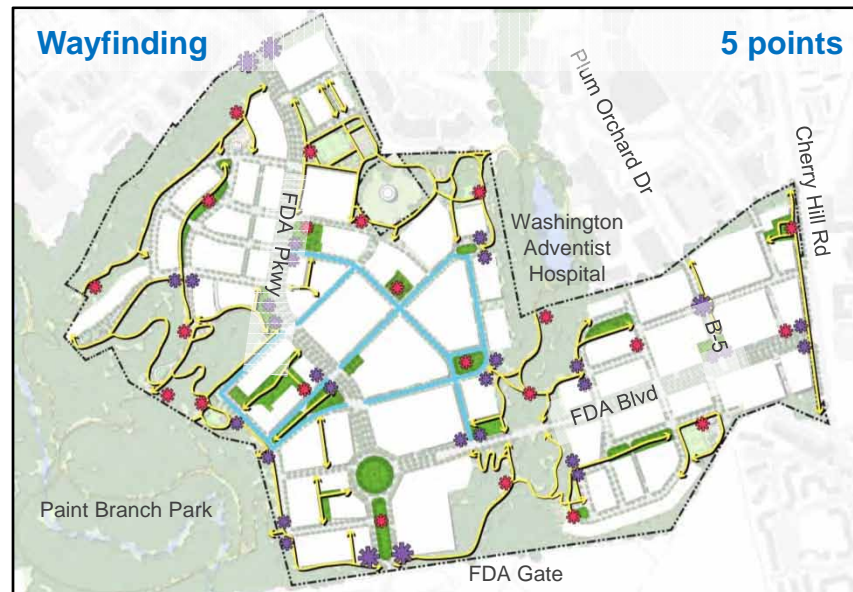 Wayfinding
5 points
Plum Orchard Dr
Cherry Hill Rd
FDA Pkwy
Washington
Adventist
Hospital
B-5
FDA Blvd
Paint Branch Park
FDA Gate